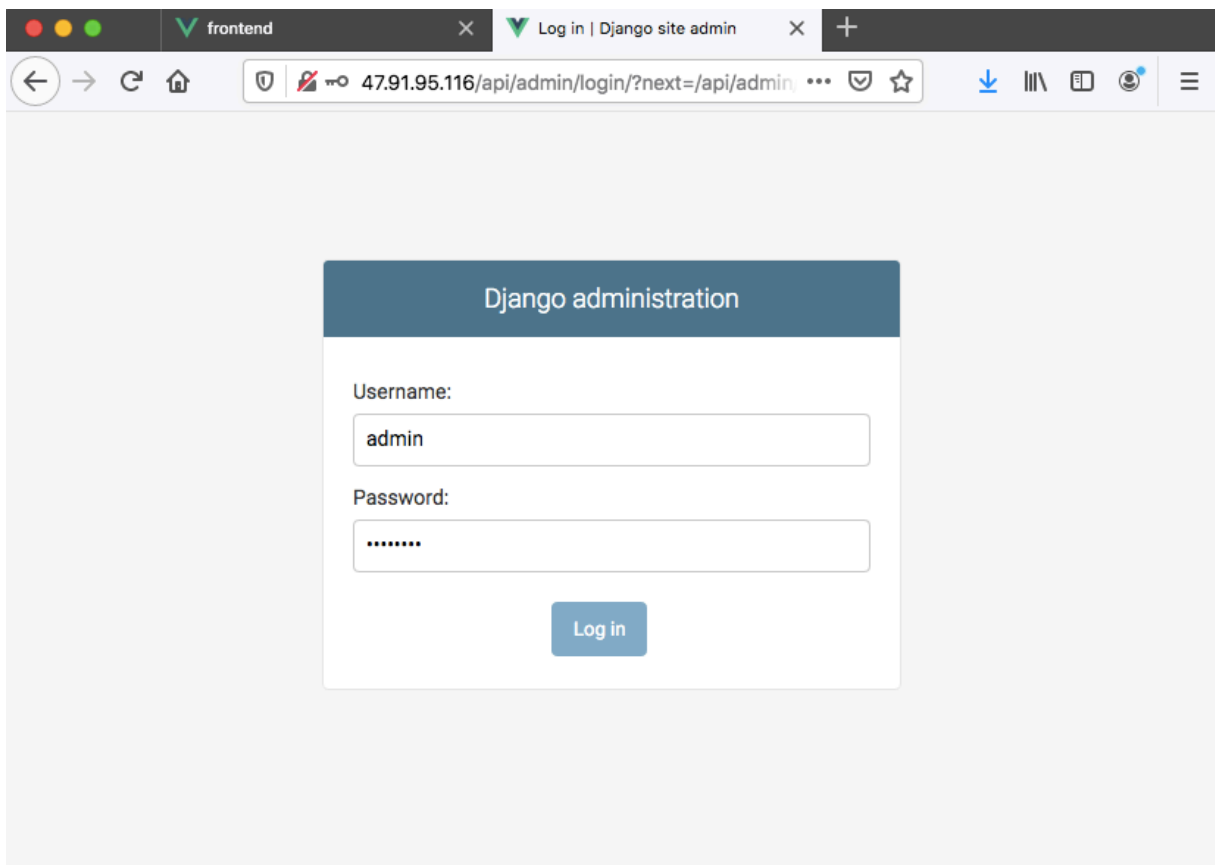 frontend
Log in | Django site admin
47.91.95.116/api/admin/login/?next=/api/admin/
Django administration
Username:
admin
Password:
••••••••
Log in